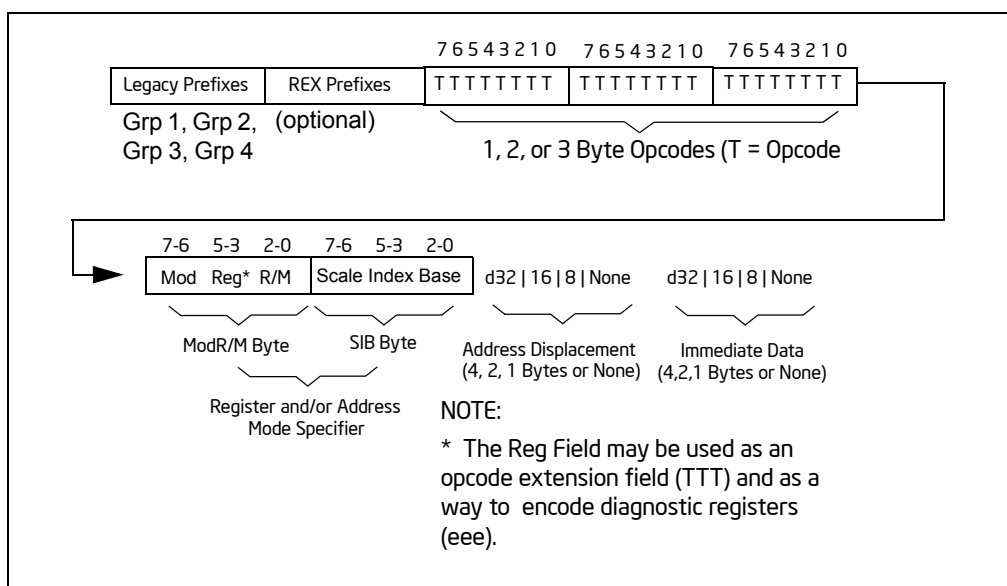 7 6 5 4 3 2 1 0 7 6 5 4 3 2 1 0 7 6 5 4 3 2 1 0
Legacy Prefixes REX Prefixes T T T T T T T T T T T T T T T T T T T T T T T T
Grp 1, Grp 2, (optional)
Grp 3, Grp 4
1, 2, or 3 Byte Opcodes (T = Opcode
7-6 5-3 2-0 7-6 5-3 2-0
Mod Reg* R/M Scale Index Base d32 | 16 | 8 | None d32 | 16 | 8 | None
ModR/M Byte SIB Byte Address Displacement Immediate Data
(4, 2, 1 Bytes or None) (4,2,1 Bytes or None)
Register and/or Address
Mode Specifier
NOTE:
* The Reg Field may be used as an
opcode extension field (TTT) and as a
way to encode diagnostic registers
(eee).